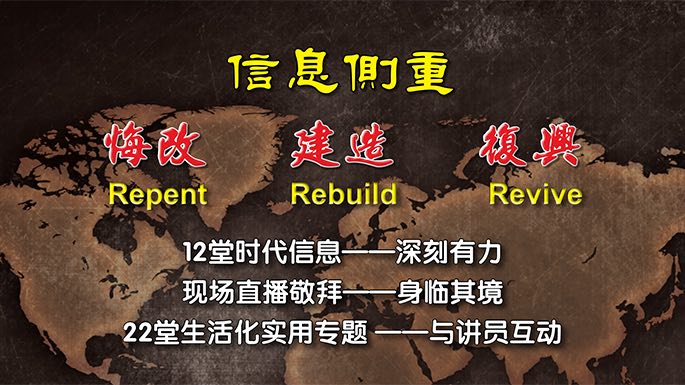 信息側重
悔改 建造 復興
Repent Rebuild Revive
12堂时代信息——深刻有力
现场直播敬拜——身临其境
22堂生活化实用专题 ——与讲员互动